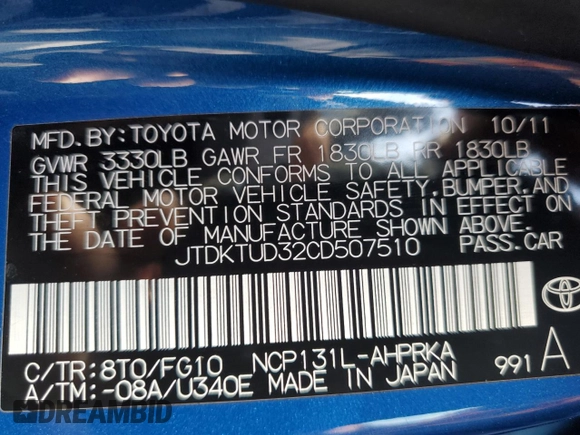 MFD. BY: TOYOTA MOTOR CORPORATION 10/11
GVWR 3330LB GAWR FR 1830LB RR 1830LB
THIS VEHICLE CONFORMS TO ALL APPLICABLE
FEDERAL MOTOR VEHICLE SAFETY, BUMPER, AND
THEFT PREVENTION STANDARDS IN EFFECT ON
THE DATE OF MANUFACTURE SHOWN ABOVE.
JTDKTUD32CD507510 PASS. CAR
C/TR: 8T0/FG10 NCP131L-AHPRKA
A/TM: -08A/U340E MADE IN JAPAN 991 A
DREAMBID